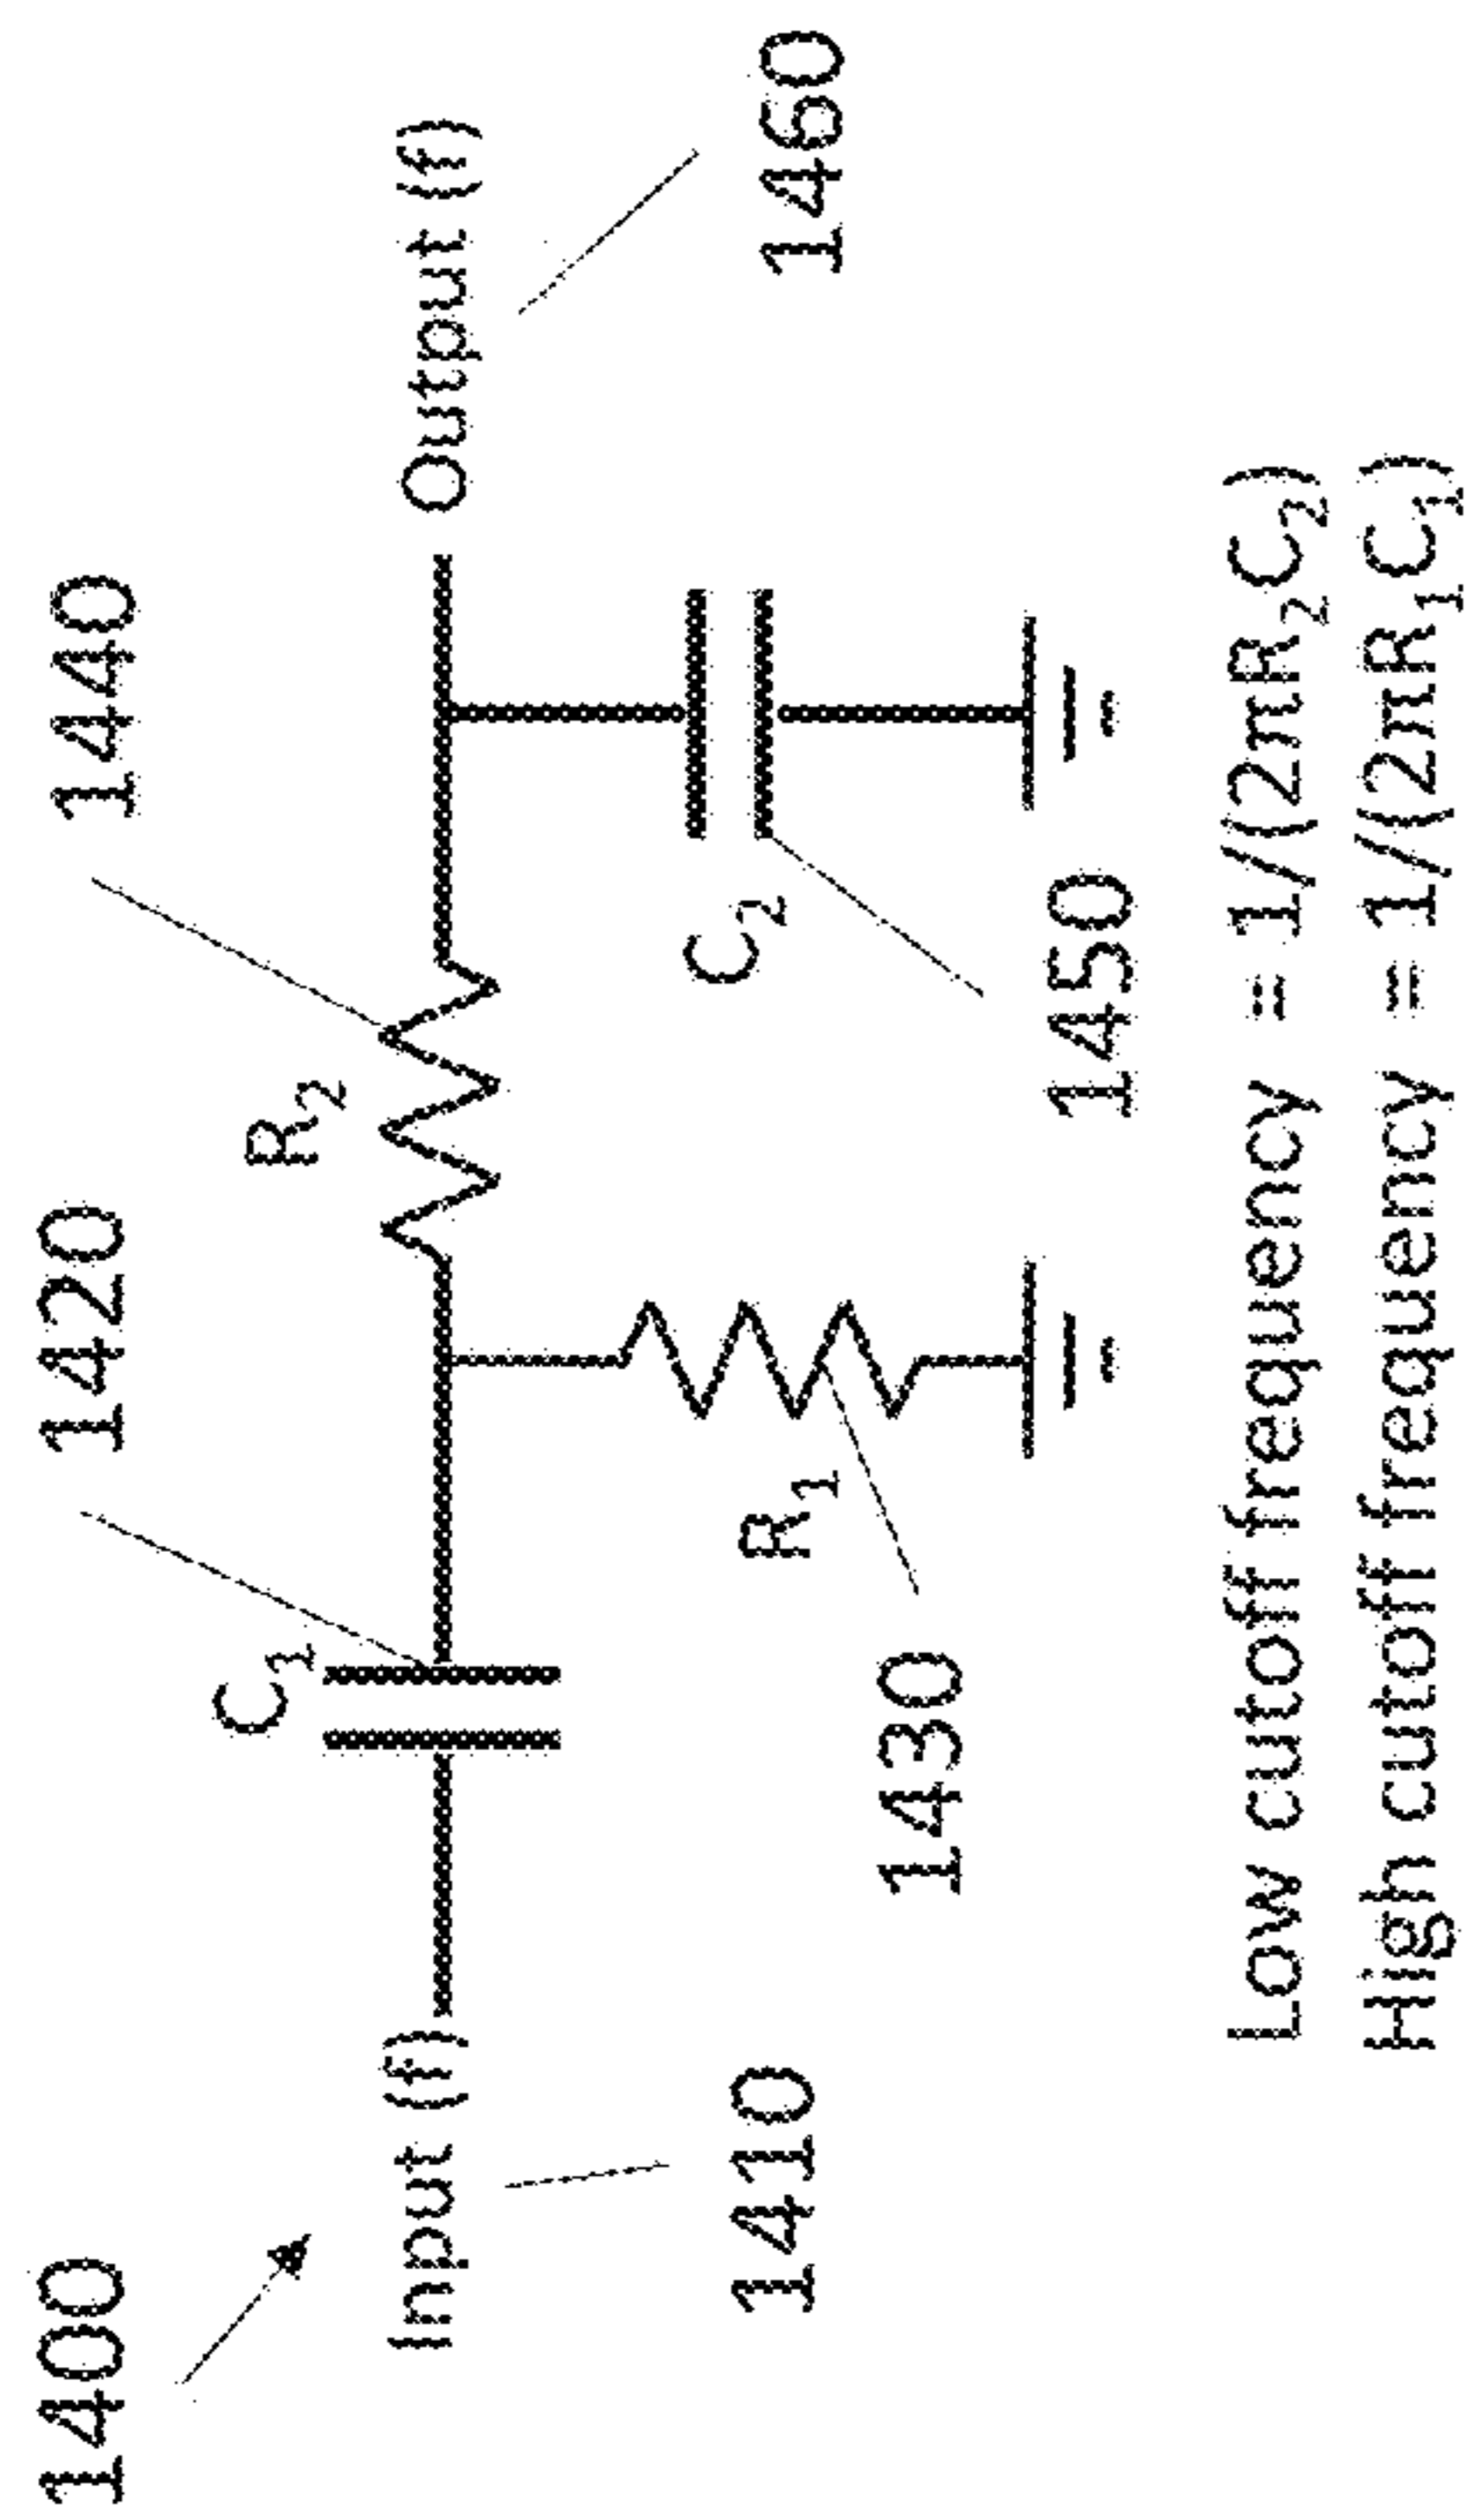 1400
1420
1440
C₁
R₂
Input (f)
Output (f)
1410
R₁
C₂
1460
1430
1450
Low cutoff frequency = 1/(2πR₂C₂)
High cutoff frequency = 1/(2πR₁C₁)